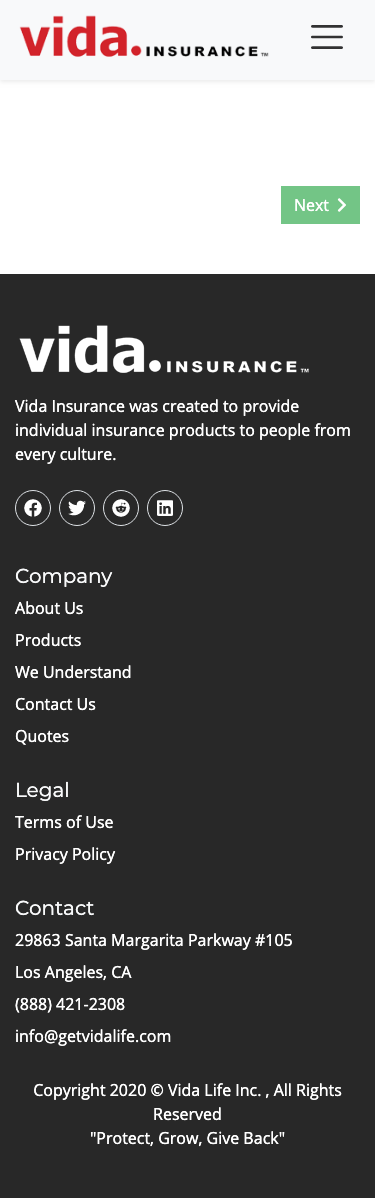 vida. INSURANCE™
Next
vida. INSURANCE™
Vida Insurance was created to provide
individual insurance products to people from
every culture.
Company
About Us
Products
We Understand
Contact Us
Quotes
Legal
Terms of Use
Privacy Policy
Contact
29863 Santa Margarita Parkway #105
Los Angeles, CA
(888) 421-2308
info@getvidalife.com
Copyright 2020 © Vida Life Inc. , All Rights
Reserved
"Protect, Grow, Give Back"